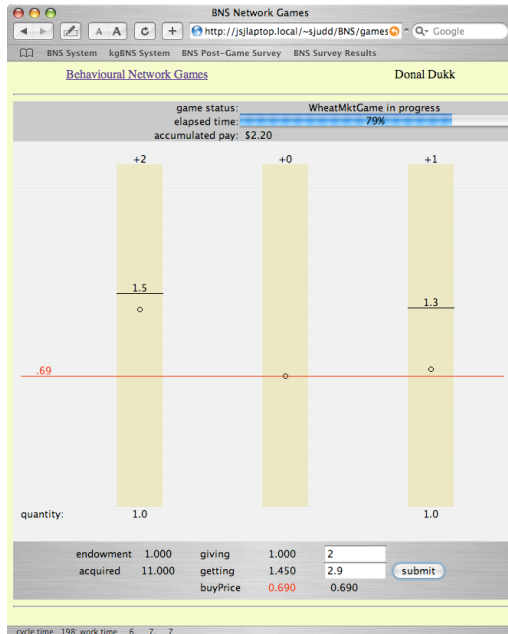 BNS Network Games
A A C + http://jsjlaptop.local/~sjudd/BNS/games Q- Google
BNS System kgBNS System BNS Post-Game Survey BNS Survey Results
Behavioural Network Games Donal Dukk
game status: WheatMktGame in progress
elapsed time: 79%
accumulated pay: $2.20
+2 +0 +1
1.5
1.3
.69
quantity: 1.0 1.0
endowment 1.000 giving 1.000 2
acquired 11.000 getting 1.450 2.9 submit
buyPrice 0.690 0.690
cycle time 198: work time 6 7 7